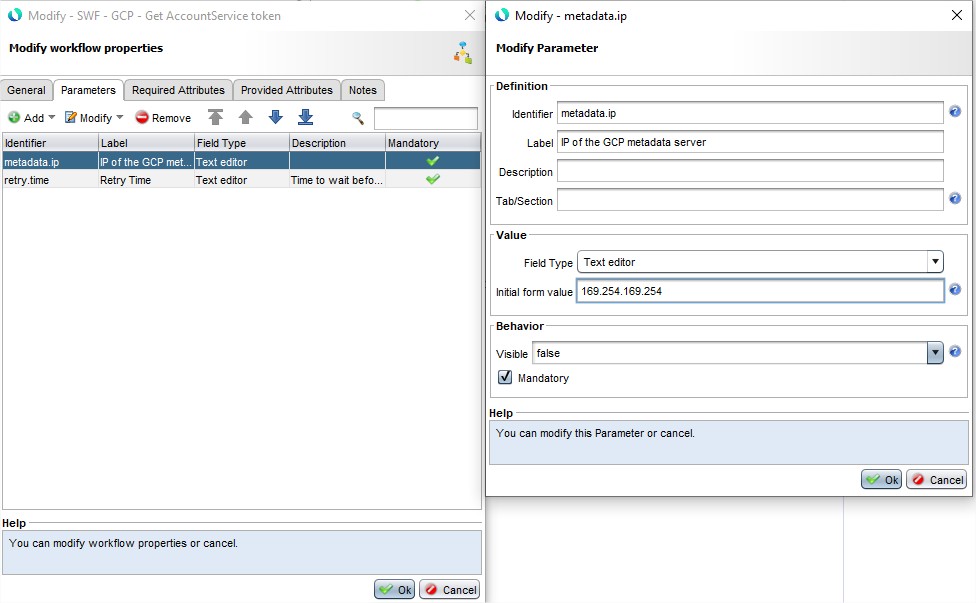 Modify - SWF - GCP - Get AccountService token
Modify workflow properties
General Parameters Required Attributes Provided Attributes Notes
Add Modify Remove
Identifier Label Field Type Description Mandatory
metadata.ip IP of the GCP met... Text editor
retry.time Retry Time Text editor Time to wait befo...
Help
You can modify workflow properties or cancel.
Ok Cancel
Modify - metadata.ip
Modify Parameter
Definition
Identifier metadata.ip
Label IP of the GCP metadata server
Description
Tab/Section
Value
Field Type Text editor
Initial form value 169.254.169.254
Behavior
Visible false
Mandatory
Help
You can modify this Parameter or cancel.
Ok Cancel